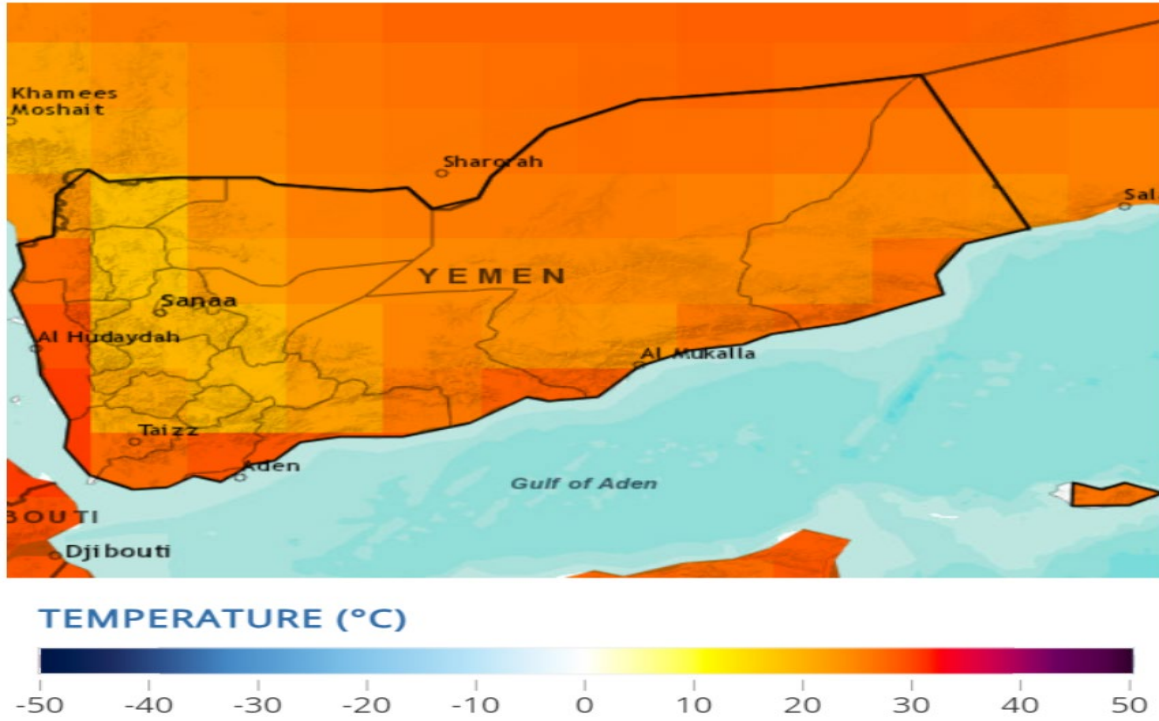 Khamees
Moshait
Sharorah
Sal
YEMEN
Sanaa
Al Hudaydah
Al Mukalla
Taizz
Aden
Gulf of Aden
BOUTI
Djibouti
TEMPERATURE (°C)
-50 -40 -30 -20 -10 0 10 20 30 40 50